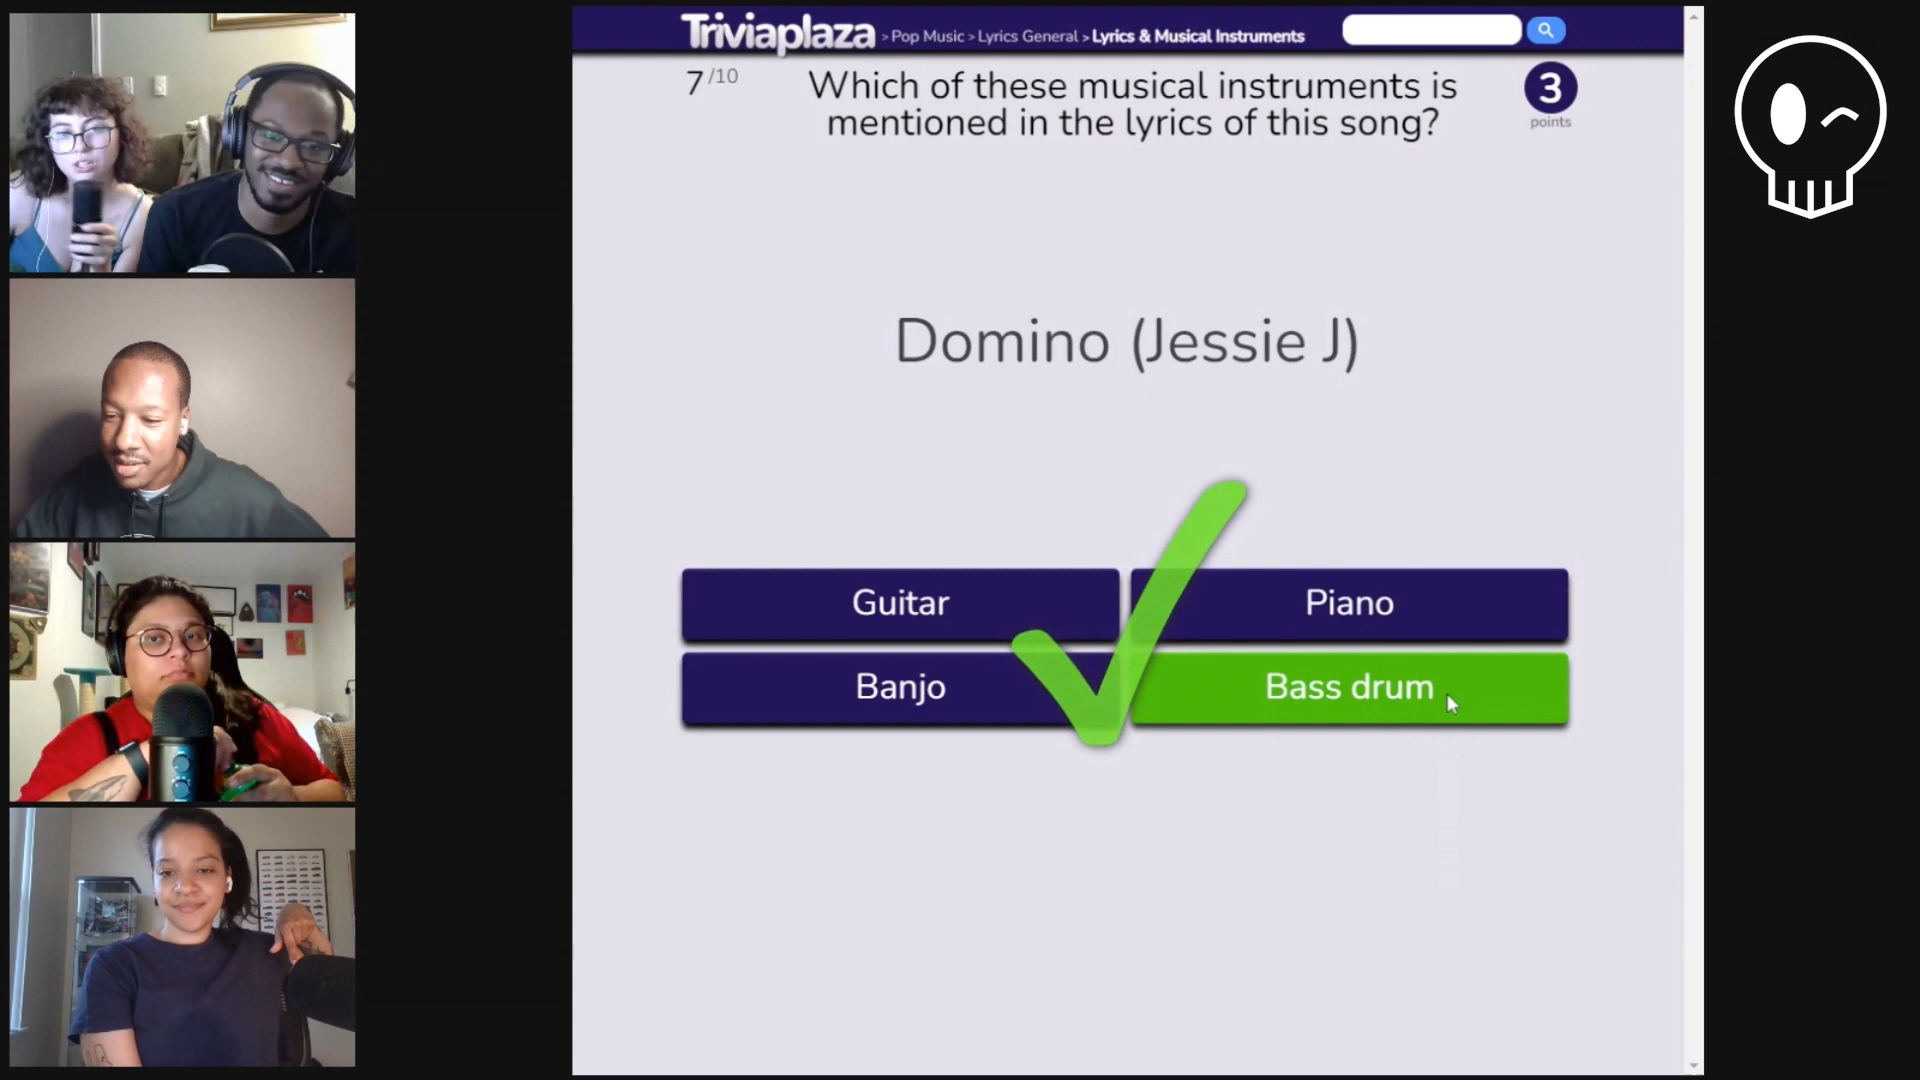 Triviaplaza > Pop Music > Lyrics General > Lyrics & Musical Instruments
7 /10
Which of these musical instruments is
mentioned in the lyrics of this song?
3
points
Domino (Jessie J)
Guitar
Piano
Banjo
Bass drum